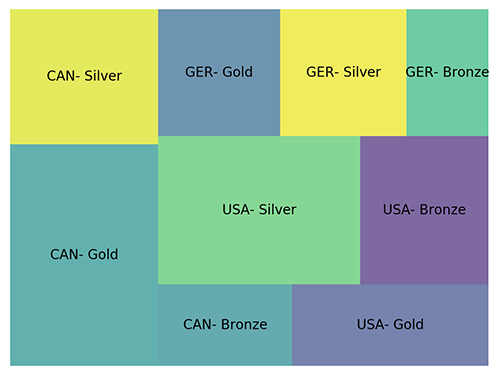 CAN- Silver
GER- Gold
GER- Silver
GER- Bronze
USA- Silver
USA- Bronze
CAN- Gold
CAN- Bronze
USA- Gold